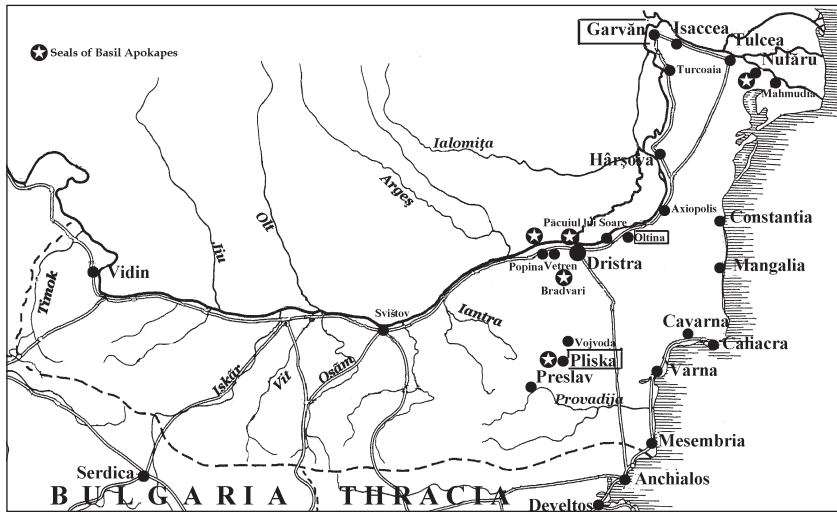 Seals of Basil Apokapes
Garvăn
Isaccea
Tulcea
Nufăru
Turcoaia
Mahmudia
Ialomița
Hârşova
Argeş
Olt
Jiu
Axiopolis
Constantia
Păcuiul lui Soare
Oltina
Popina
Vetren
Dristra
Mangalia
Bradvari
Vidin
Timok
Svištov
Iantra
Cavarna
Caliacra
Vojvoda
Pliska
Varna
Preslav
Provadija
Iskăr
Vit
Osăm
Mesembria
Serdica
Anchialos
BULGARIA
THRACIA
Develtos